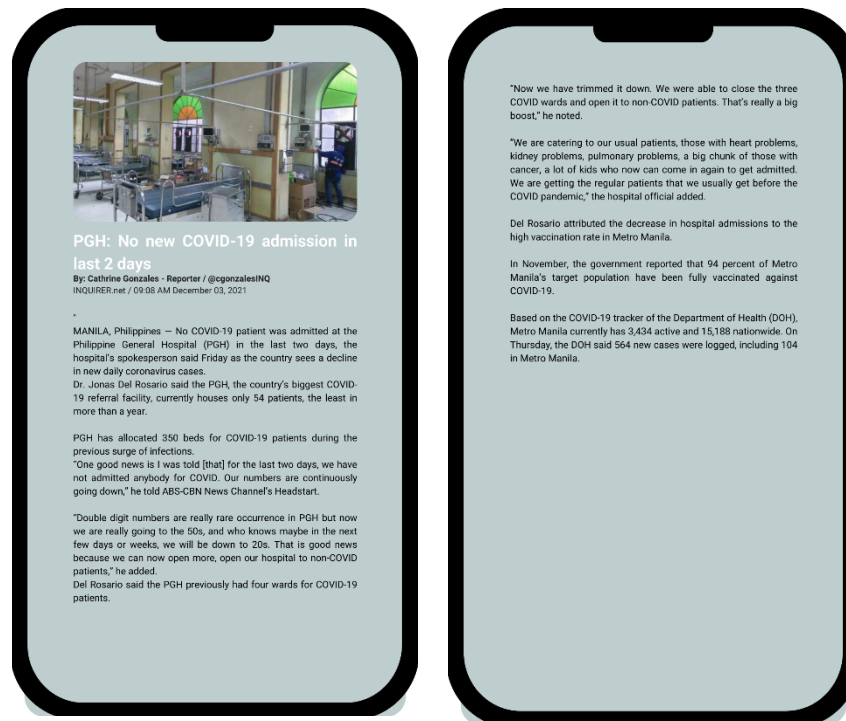 PGH: No new COVID-19 admission in
last 2 days
By: Cathrine Gonzales - Reporter / @cgonzalesINQ
INQUIRER.net / 09:08 AM December 03, 2021
-
MANILA, Philippines — No COVID-19 patient was admitted at the
Philippine General Hospital (PGH) in the last two days, the
hospital's spokesperson said Friday as the country sees a decline
in new daily coronavirus cases.
Dr. Jonas Del Rosario said the PGH, the country's biggest COVID-
19 referral facility, currently houses only 54 patients, the least in
more than a year.
PGH has allocated 350 beds for COVID-19 patients during the
previous surge of infections.
"One good news is I was told [that] for the last two days, we have
not admitted anybody for COVID. Our numbers are continuously
going down," he told ABS-CBN News Channel's Headstart.
"Double digit numbers are really rare occurrence in PGH but now
we are really going to the 50s, and who knows maybe in the next
few days or weeks, we will be down to 20s. That is good news
because we can now open more, open our hospital to non-COVID
patients," he added.
Del Rosario said the PGH previously had four wards for COVID-19
patients.
"Now we have trimmed it down. We were able to close the three
COVID wards and open it to non-COVID patients. That's really a big
boost," he noted.
"We are catering to our usual patients, those with heart problems,
kidney problems, pulmonary problems, a big chunk of those with
cancer, a lot of kids who now can come in again to get admitted.
We are getting the regular patients that we usually get before the
COVID pandemic," the hospital official added.
Del Rosario attributed the decrease in hospital admissions to the
high vaccination rate in Metro Manila.
In November, the government reported that 94 percent of Metro
Manila's target population have been fully vaccinated against
COVID-19.
Based on the COVID-19 tracker of the Department of Health (DOH),
Metro Manila currently has 3,434 active and 15,188 nationwide. On
Thursday, the DOH said 564 new cases were logged, including 104
in Metro Manila.